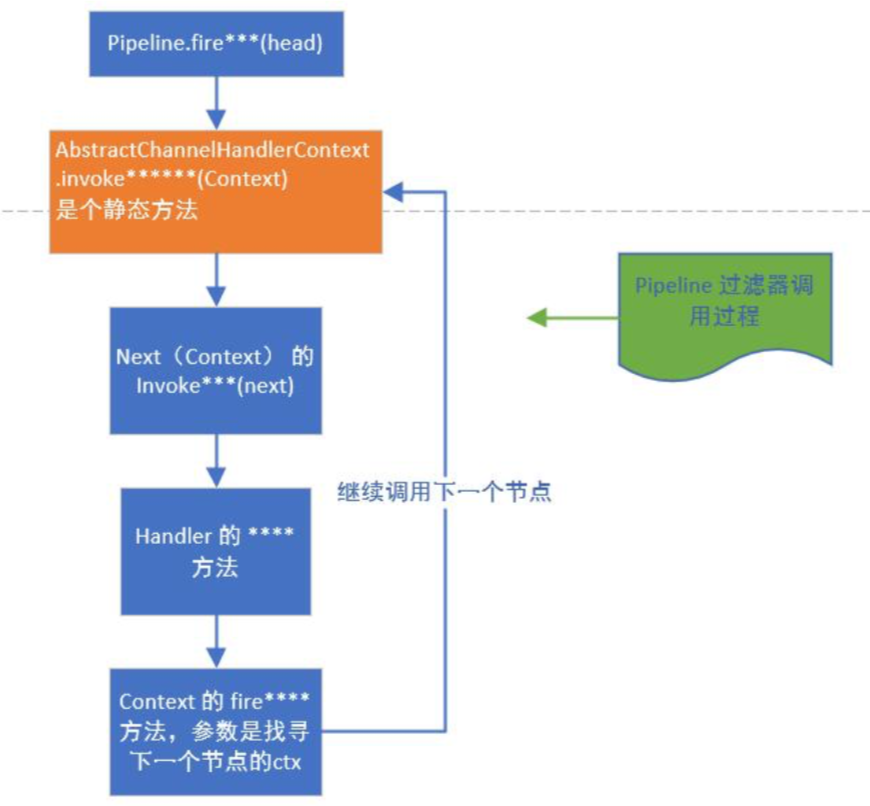 Pipeline.fire***(head)
AbstractChannelHandlerContext
.invoke******(Context)
是个静态方法
Pipeline 过滤器调
用过程
Next（Context） 的
Invoke***(next)
继续调用下一个节点
Handler 的 ****
方法
Context 的 fire****
方法，参数是找寻
下一个节点的ctx